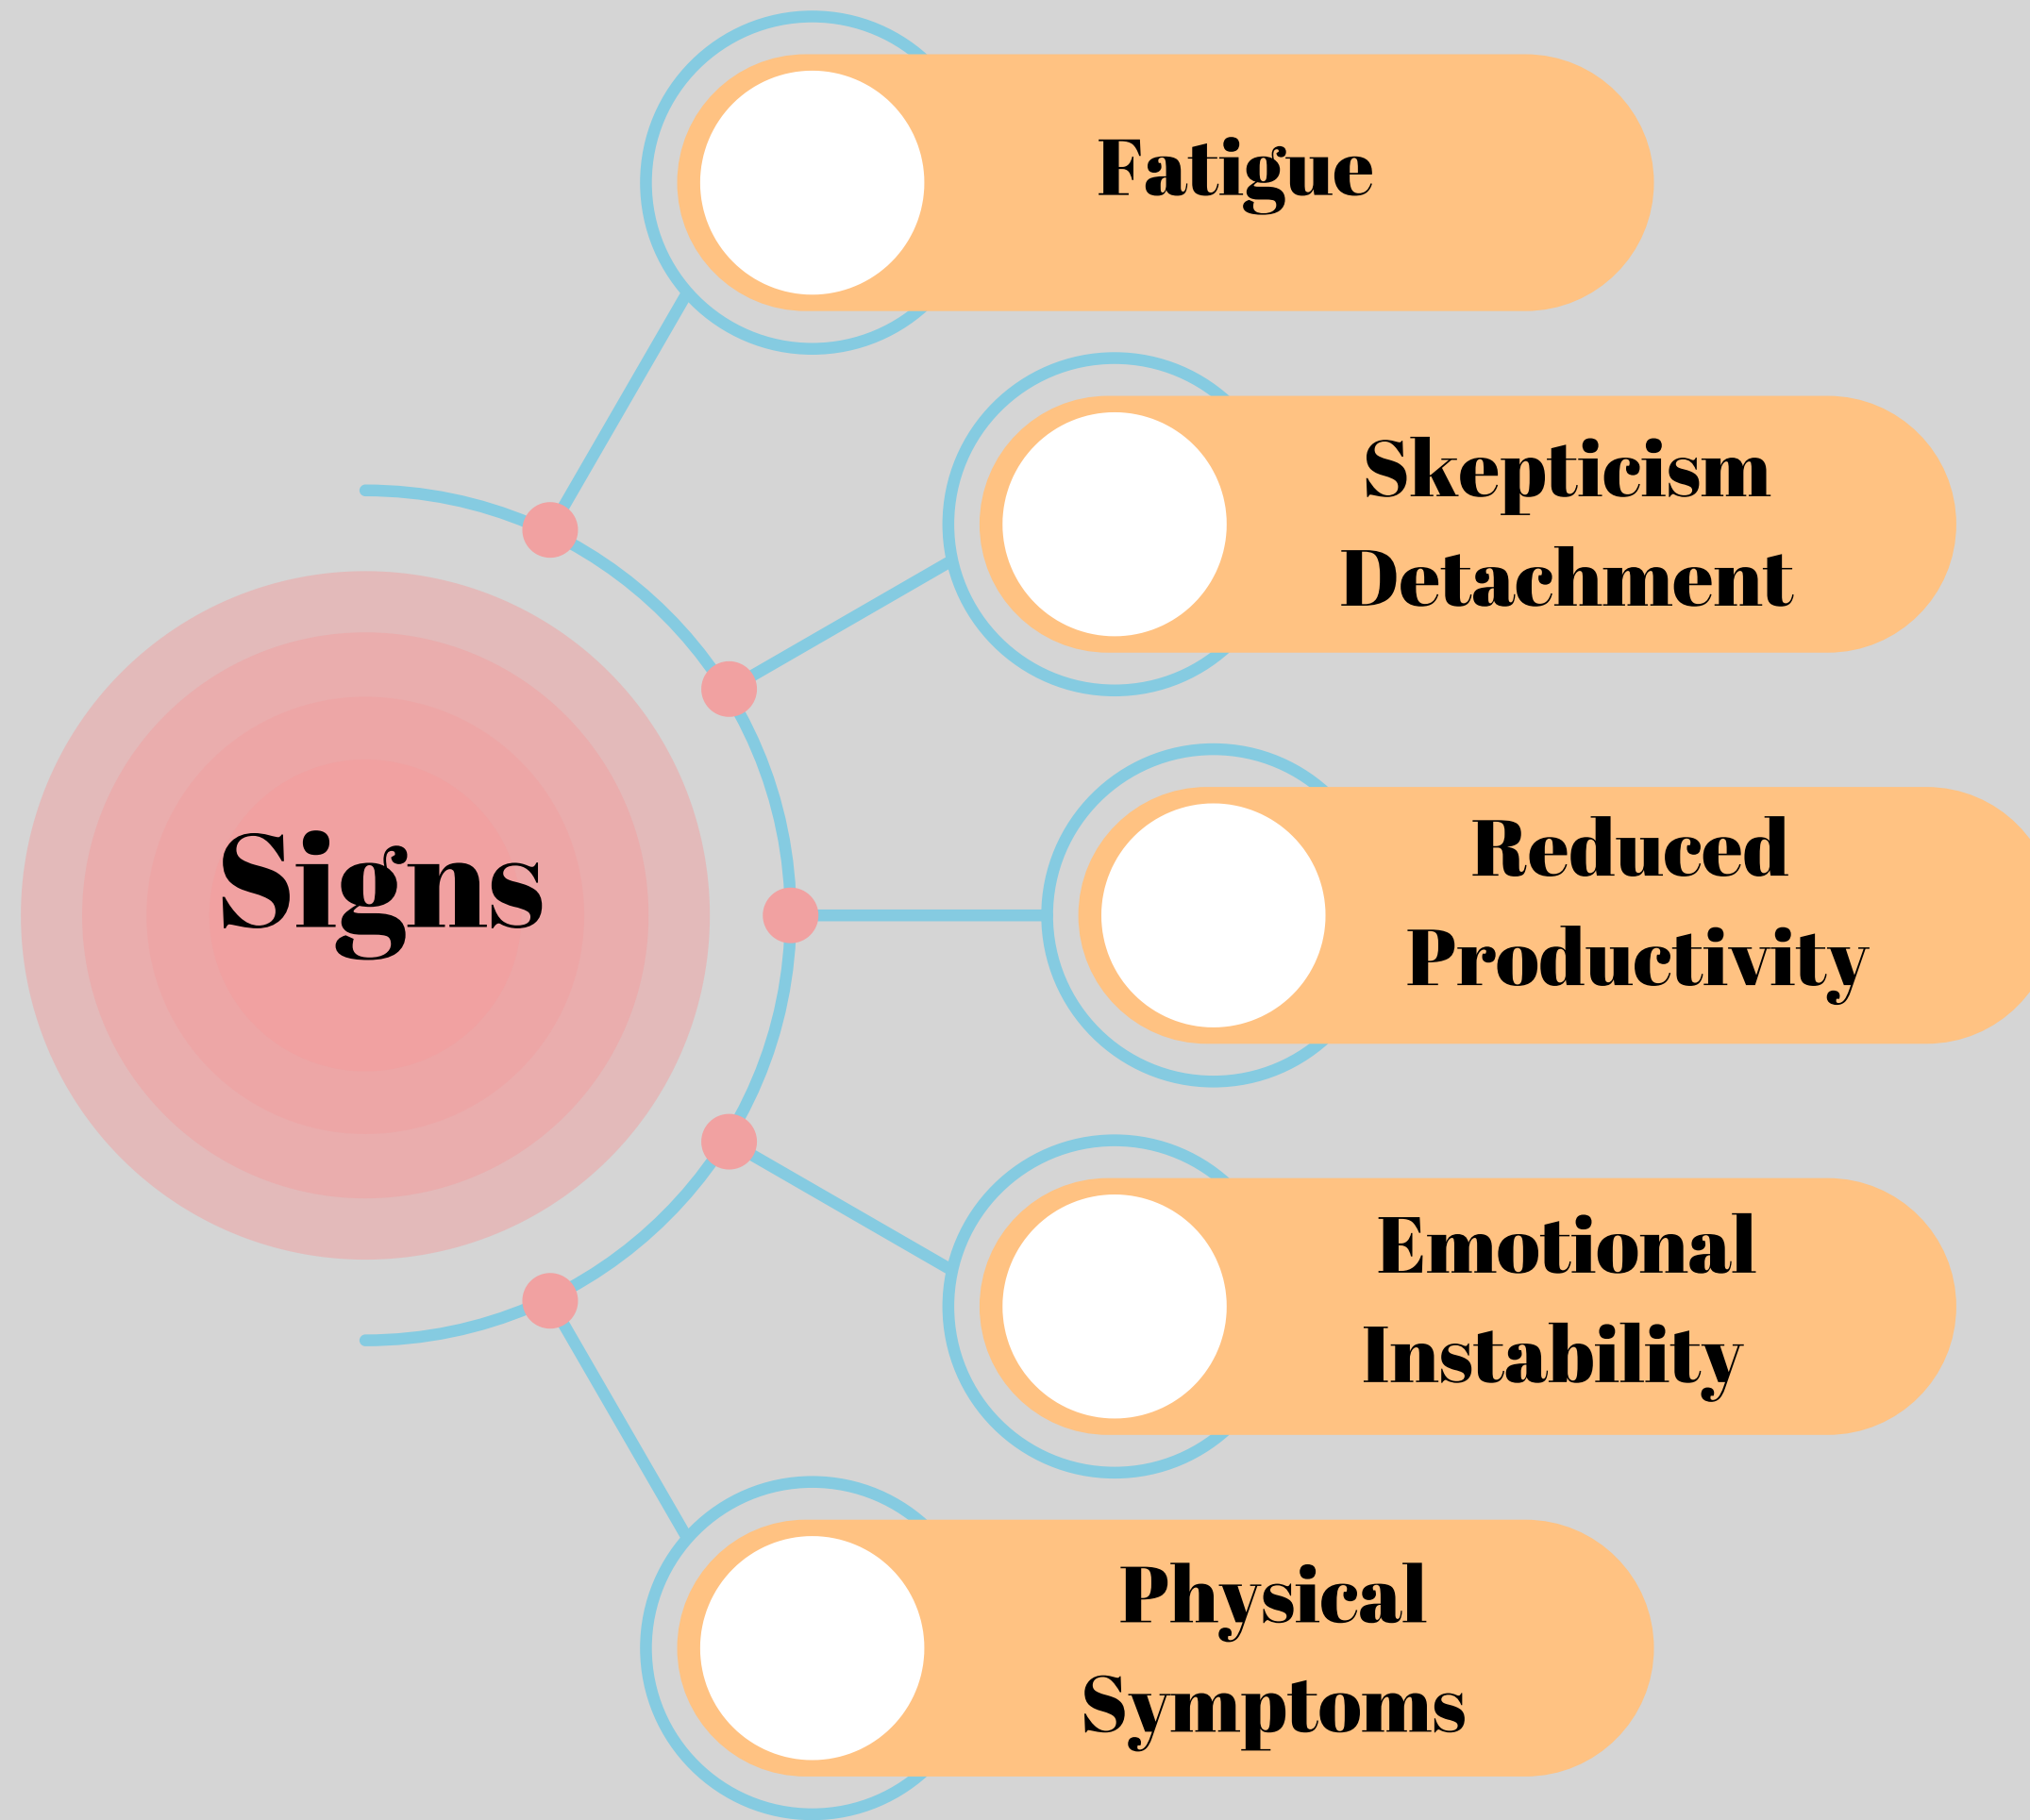 Fatigue
Skepticism
Detachment
Signs
Reduced
Productivity
Emotional
Instability
Physical
Symptoms